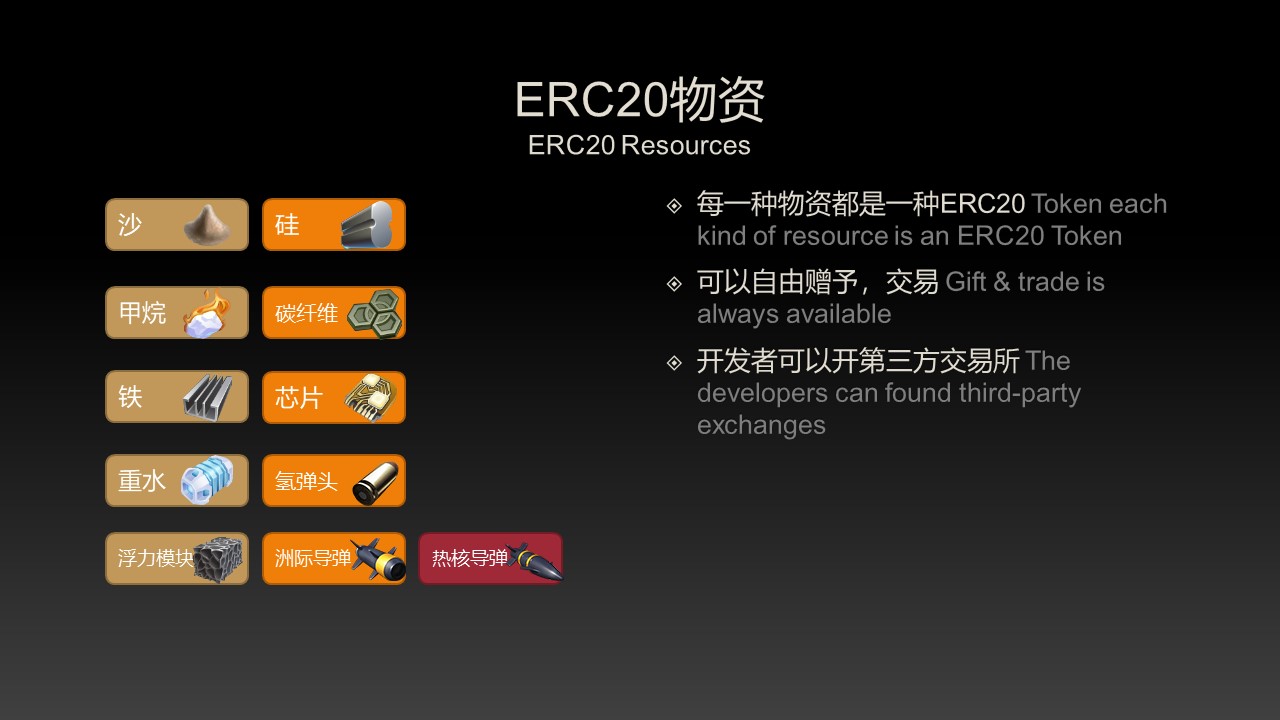 ERC20物资
ERC20 Resources
沙
硅
甲烷
碳纤维
铁
芯片
重水
氢弹头
浮力模块
洲际导弹
热核导弹
每一种物资都是一种ERC20 Token each
kind of resource is an ERC20 Token
可以自由赠予，交易 Gift & trade is
always available
开发者可以开第三方交易所 The
developers can found third-party
exchanges